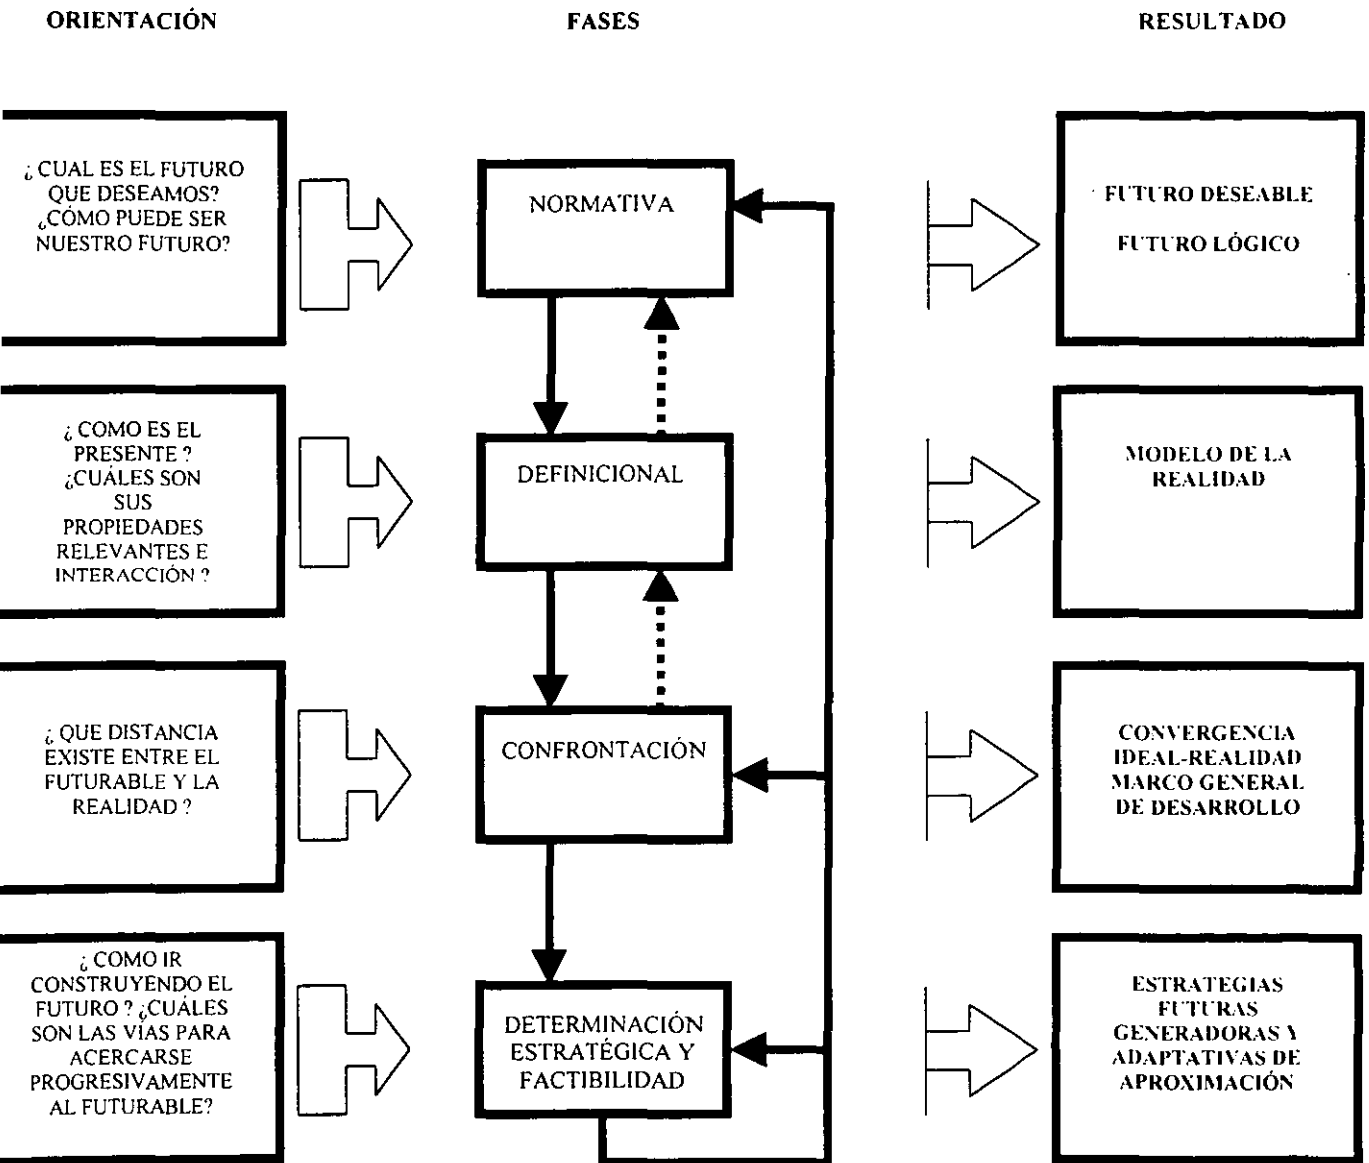 ORIENTACIÓN
FASES
RESULTADO
¿ CUAL ES EL FUTURO
QUE DESEAMOS?
¿CÓMO PUEDE SER
NUESTRO FUTURO?
NORMATIVA
FUTURO DESEABLE
FUTURO LÓGICO
¿ COMO ES EL
PRESENTE ?
¿CUÁLES SON
SUS
PROPIEDADES
RELEVANTES E
INTERACCIÓN ?
DEFINICIONAL
MODELO DE LA
REALIDAD
¿ QUE DISTANCIA
EXISTE ENTRE EL
FUTURABLE Y LA
REALIDAD ?
CONFRONTACIÓN
CONVERGENCIA
IDEAL-REALIDAD
MARCO GENERAL
DE DESARROLLO
¿ COMO IR
CONSTRUYENDO EL
FUTURO ? ¿CUÁLES
SON LAS VÍAS PARA
ACERCARSE
PROGRESIVAMENTE
AL FUTURABLE?
DETERMINACIÓN
ESTRATÉGICA Y
FACTIBILIDAD
ESTRATEGIAS
FUTURAS
GENERADORAS Y
ADAPTATIVAS DE
APROXIMACIÓN